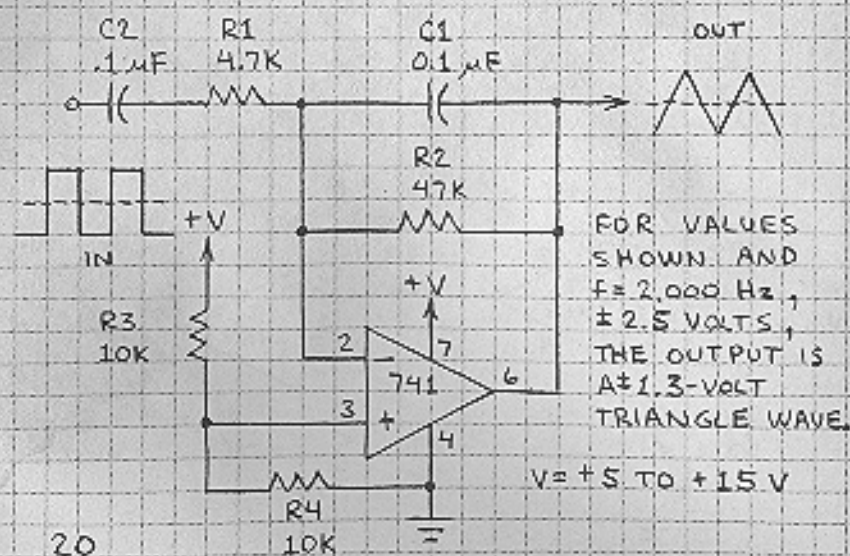 C2
.1 µF
R1
4.7K
C1
0.1 µF
OUT
R2
47K
+V
IN
+V
R3
10K
2
-
7
741
6
3
+
4
R4
10K
FOR VALUES
SHOWN AND
f = 2,000 Hz,
± 2.5 VOLTS,
THE OUTPUT IS
A ± 1.3-VOLT
TRIANGLE WAVE.
V = +5 TO +15 V
20